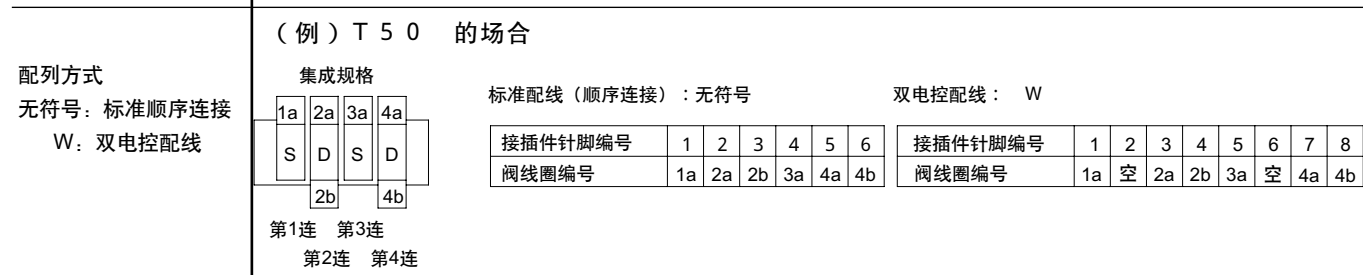 (例)T50 的场合
配列方式
无符号：标准顺序连接
W：双电控配线
集成规格
1a 2a 3a 4a
S D S D
2b 4b
第1连 第3连
第2连 第4连
标准配线（顺序连接）：无符号
接插件针脚编号 1 2 3 4 5 6
阀线圈编号 1a 2a 2b 3a 4a 4b
双电控配线： W
接插件针脚编号 1 2 3 4 5 6 7 8
阀线圈编号 1a 空 2a 2b 3a 空 4a 4b